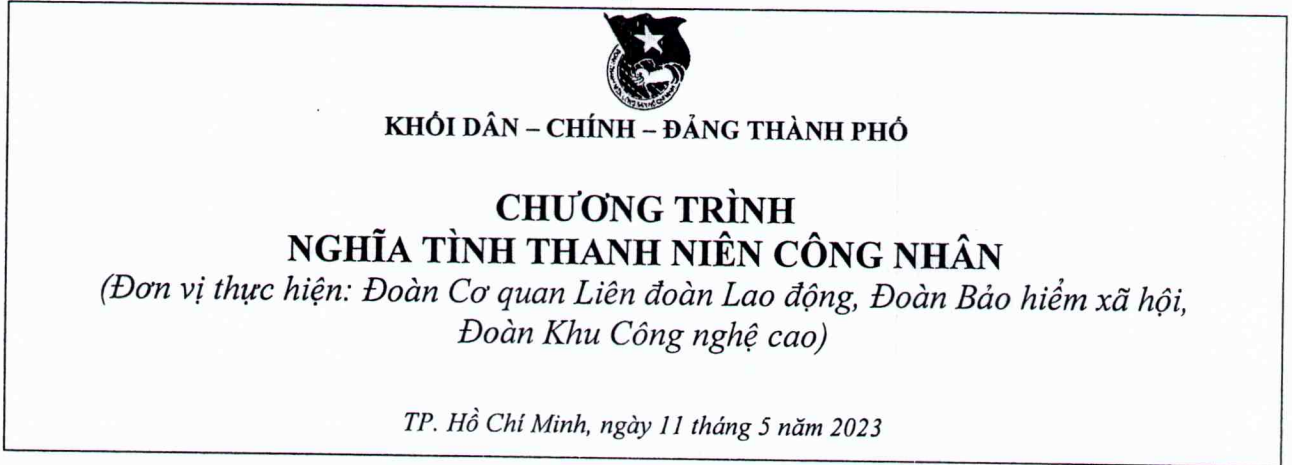 KHỐI DÂN – CHÍNH – ĐẢNG THÀNH PHỐ
CHƯƠNG TRÌNH
NGHĨA TÌNH THANH NIÊN CÔNG NHÂN
(Đơn vị thực hiện: Đoàn Cơ quan Liên đoàn Lao động, Đoàn Bảo hiểm xã hội,
Đoàn Khu Công nghệ cao)
TP. Hồ Chí Minh, ngày 11 tháng 5 năm 2023